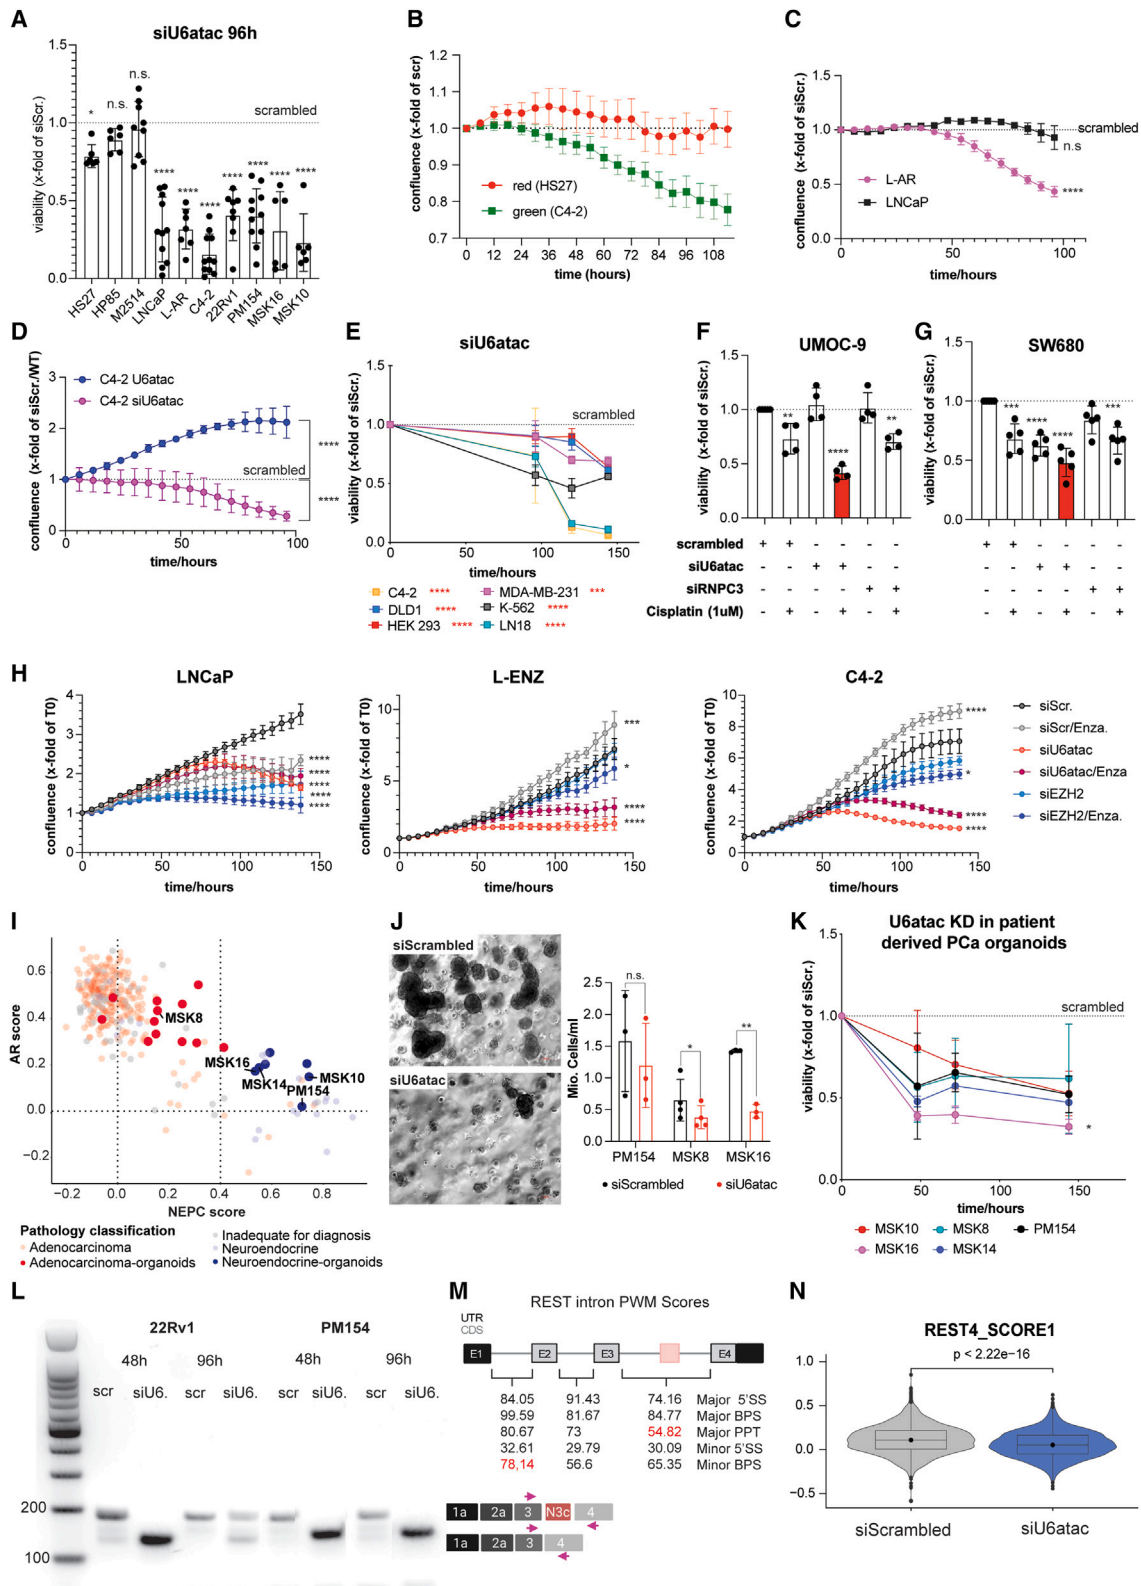 A
siU6atac 96h
viability (x-fold of siScr.)
1.5
1.0
0.5
0.0
scrambled
*
n.s.
n.s.
****
****
****
****
****
****
****
HS27
HP85
M2514
LNCaP
L-AR
C4-2
22Rv1
PM154
MSK16
MSK10
B
confluence (x-fold of scr)
1.2
1.1
1.0
0.9
0.8
0.7
red (HS27)
green (C4-2)
0 12 24 36 48 60 72 84 96 108
time (hours)
C
confluence (x-fold of siScr.)
1.5
1.0
0.5
0.0
scrambled
n.s
****
L-AR
LNCaP
0 50 100
time/hours
D
confluence (x-fold of siScr./WT)
3
2
1
0
C4-2 U6atac
C4-2 siU6atac
scrambled
****
****
0 50 100
time/hours
E
siU6atac
viability (x-fold of siScr.)
1.5
1.0
0.5
0.0
scrambled
0 50 100 150
time/hours
C4-2 ****
DLD1 ****
HEK 293 ****
MDA-MB-231 ***
K-562 ****
LN18 ****
F
UMOC-9
viability (x-fold of siScr.)
1.5
1.0
0.5
0.0
**
****
**
G
SW680
viability (x-fold of siScr.)
1.5
1.0
0.5
0.0
***
****
****
***
scrambled + + - - - - + + - - - -
siU6atac - - + + - - - - + + - -
siRNPC3 - - - - + + - - - - + +
Cisplatin (1uM) - + - + - + - + - + - +
H
LNCaP
confluence (x-fold of T0)
4
3
2
1
0
****
****
****
****
****
0 50 100 150
time/hours
L-ENZ
confluence (x-fold of T0)
10
5
0
***
*
****
****
0 50 100 150
time/hours
C4-2
confluence (x-fold of T0)
10
8
6
4
2
0
****
*
****
****
0 50 100 150
time/hours
siScr.
siScr/Enza.
siU6atac
siU6atac/Enza
siEZH2
siEZH2/Enza.
I
AR score
0.6
0.4
0.2
0.0
−0.2
MSK8
MSK16
MSK14
MSK10
PM154
−0.2 0.0 0.2 0.4 0.6 0.8
NEPC score
Pathology classification
Adenocarcinoma
Adenocarcinoma-organoids
Inadequate for diagnosis
Neuroendocrine
Neuroendocrine-organoids
J
siScrambled
siU6atac
Mio. Cells/ml
2.5
2.0
1.5
1.0
0.5
0.0
n.s.
*
**
PM154 MSK8 MSK16
siScrambled siU6atac
K
U6atac KD in patient
derived PCa organoids
viability (x-fold of siScr.)
1.5
1.0
0.5
0.0
scrambled
*
0 50 100 150
time/hours
MSK10 MSK8 PM154
MSK16 MSK14
L
22Rv1 PM154
48h 96h 48h 96h
scr siU6. scr siU6. scr siU6. scr siU6.
200
100
M
REST intron PWM Scores
UTR
CDS
E1 E2 E3 E4
84.05 91.43 74.16 Major 5'SS
99.59 81.67 84.77 Major BPS
80.67 73 54.82 Major PPT
32.61 29.79 30.09 Minor 5'SS
78,14 56.6 65.35 Minor BPS
1a 2a 3 N3c 4
1a 2a 3 4
N
REST4_SCORE1
p < 2.22e−16
1.0
0.5
0.0
−0.5
siScrambled siU6atac